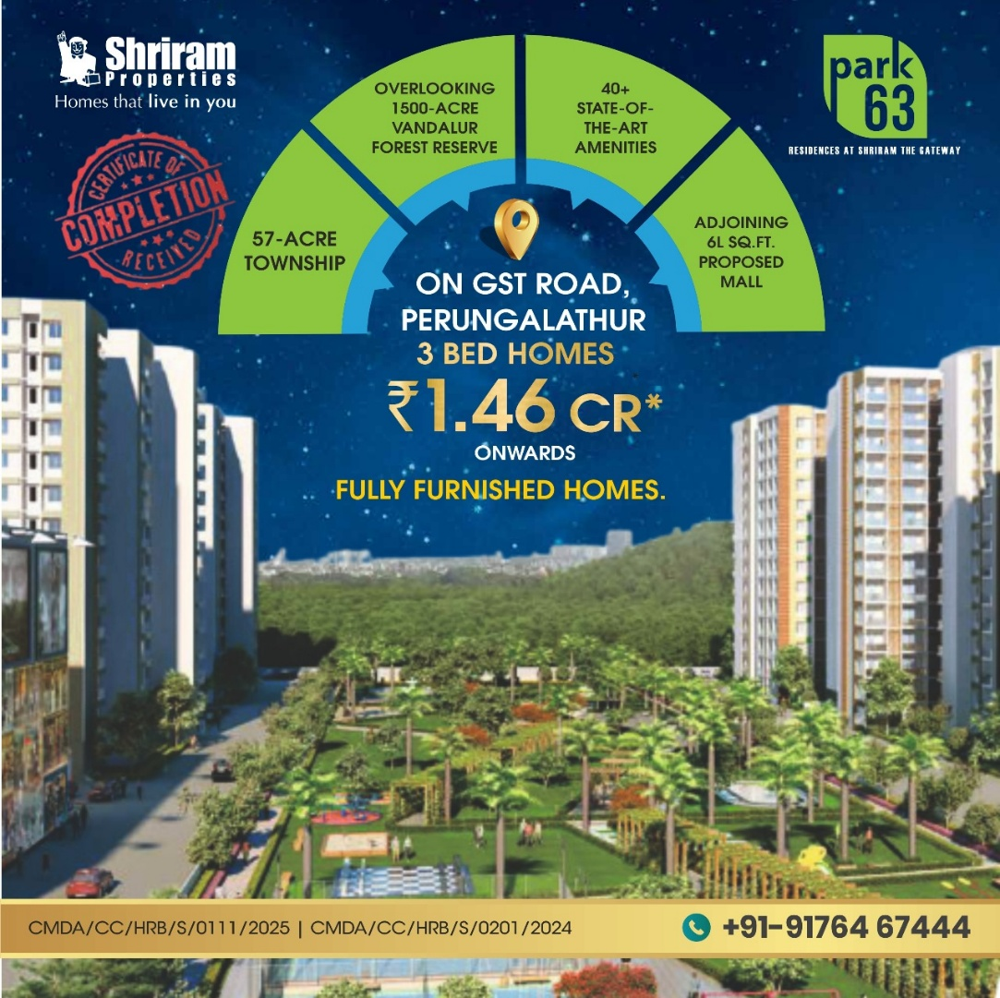 Shriram
Properties
Homes that live in you
park
63
RESIDENCES AT SHRIRAM THE GATEWAY
CERTIFICATE OF
COMPLETION
RECEIVED
57-ACRE
TOWNSHIP
OVERLOOKING
1500-ACRE
VANDALUR
FOREST RESERVE
40+
STATE-OF-
THE-ART
AMENITIES
ADJOINING
6L SQ.FT.
PROPOSED
MALL
ON GST ROAD,
PERUNGALATHUR
3 BED HOMES
₹1.46 CR*
ONWARDS
FULLY FURNISHED HOMES.
CMDA/CC/HRB/S/0111/2025 | CMDA/CC/HRB/S/0201/2024
+91-91764 67444